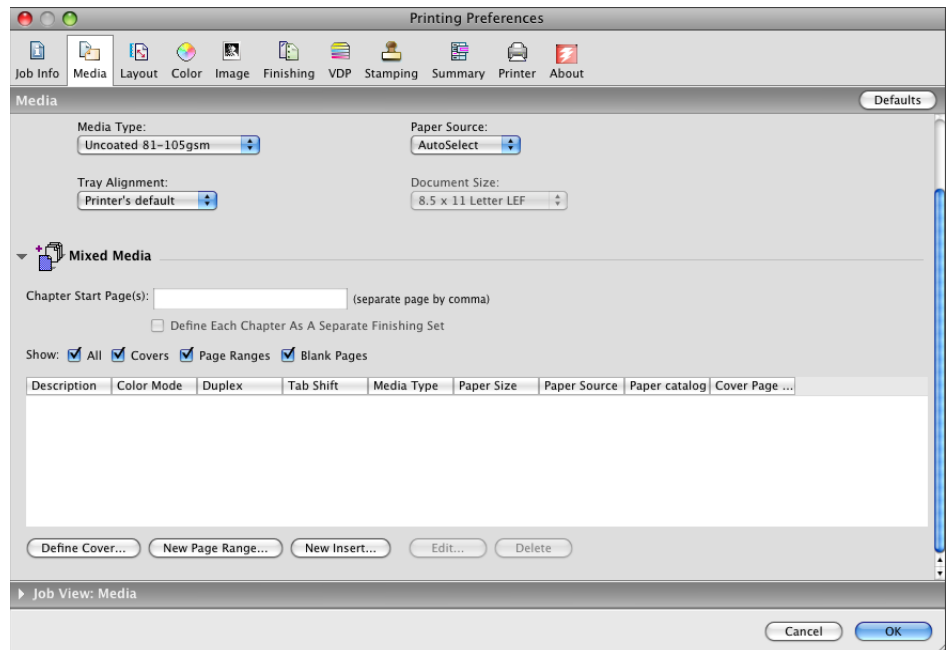 Printing Preferences
Job Info Media Layout Color Image Finishing VDP Stamping Summary Printer About
Media Defaults
Media Type: Paper Source:
Uncoated 81-105gsm AutoSelect
Tray Alignment: Document Size:
Printer's default 8.5 x 11 Letter LEF
Mixed Media
Chapter Start Page(s): (separate page by comma)
Define Each Chapter As A Separate Finishing Set
Show: All Covers Page Ranges Blank Pages
Description Color Mode Duplex Tab Shift Media Type Paper Size Paper Source Paper catalog Cover Page ...
Define Cover... New Page Range... New Insert... Edit... Delete
Job View: Media
Cancel OK